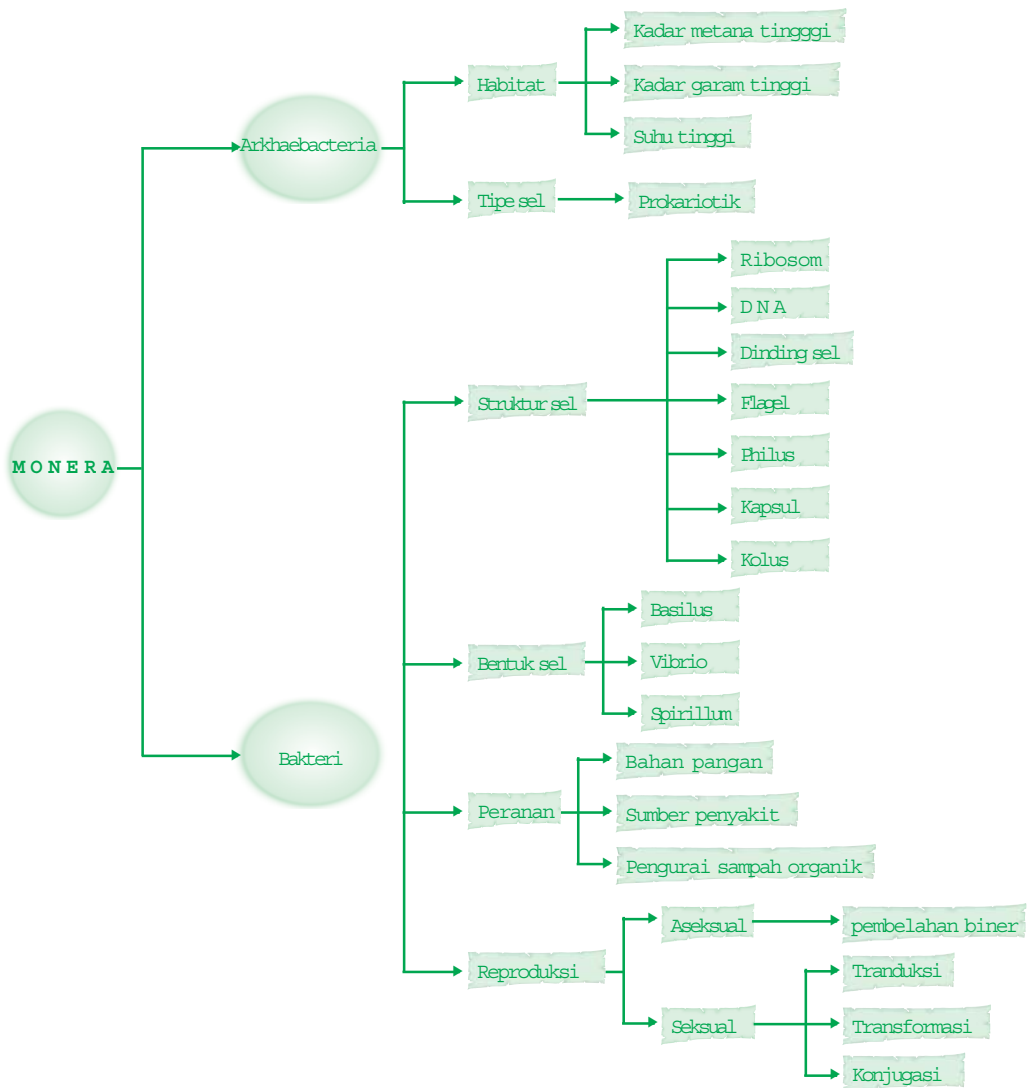 MONERA
Arkhaebacteria
Habitat
Kadar metana tingggi
Kadar garam tinggi
Suhu tinggi
Tipe sel
Prokariotik
Bakteri
Struktur sel
Ribosom
DNA
Dinding sel
Flagel
Philus
Kapsul
Kolus
Bentuk sel
Basilus
Vibrio
Spirillum
Peranan
Bahan pangan
Sumber penyakit
Pengurai sampah organik
Reproduksi
Aseksual
pembelahan biner
Seksual
Tranduksi
Transformasi
Konjugasi